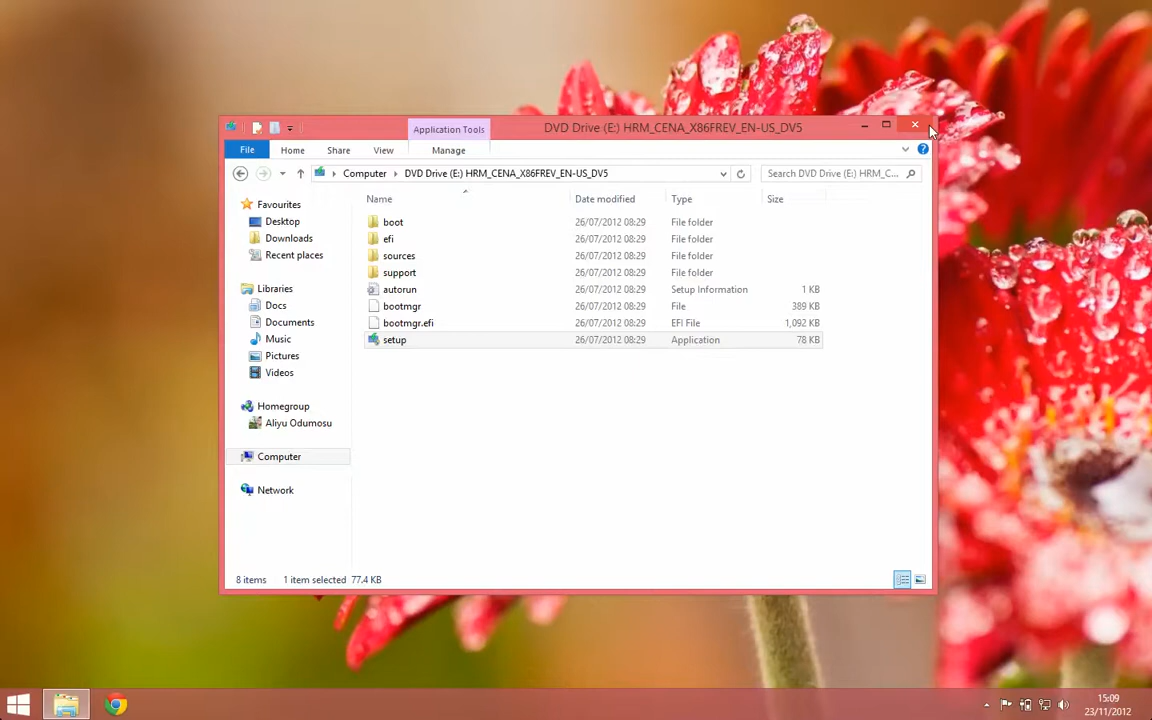 Application Tools
DVD Drive (E:) HRM_CENA_X86FREV_EN-US_DV5
File Home Share View Manage
Computer DVD Drive (E:) HRM_CENA_X86FREV_EN-US_DV5
Search DVD Drive (E:) HRM_C...
Name Date modified Type Size
Favourites
Desktop
Downloads
Recent places
Libraries
Docs
Documents
Music
Pictures
Videos
Homegroup
Aliyu Odumosu
Computer
Network
boot 26/07/2012 08:29 File folder
efi 26/07/2012 08:29 File folder
sources 26/07/2012 08:29 File folder
support 26/07/2012 08:29 File folder
autorun 26/07/2012 08:29 Setup Information 1 KB
bootmgr 26/07/2012 08:29 File 389 KB
bootmgr.efi 26/07/2012 08:29 EFI File 1,092 KB
setup 26/07/2012 08:29 Application 78 KB
8 items 1 item selected 77.4 KB
15:09
23/11/2012